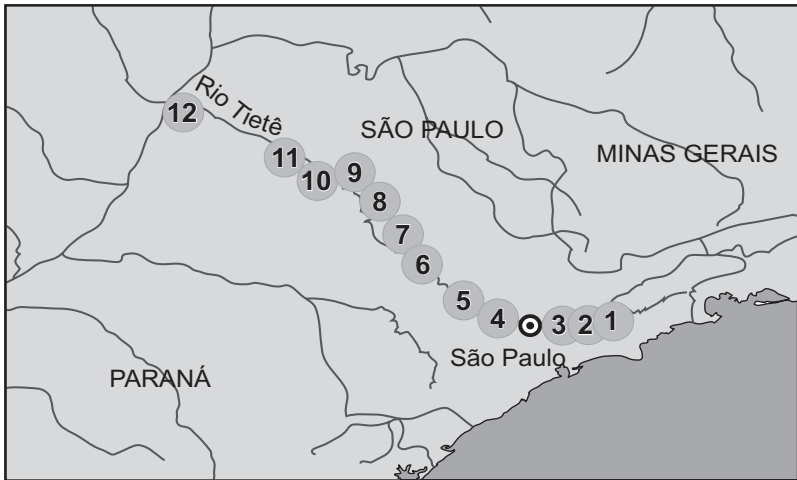 Rio Tietê
12
SÃO PAULO
MINAS GERAIS
11
10
9
8
7
6
5
4
3
2
1
São Paulo
PARANÁ